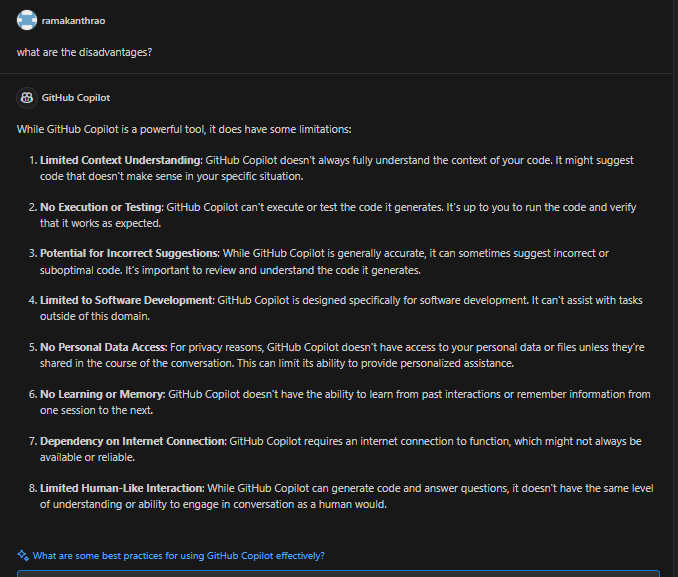 ramakanthrao
what are the disadvantages?
GitHub Copilot
While GitHub Copilot is a powerful tool, it does have some limitations:
1. Limited Context Understanding: GitHub Copilot doesn't always fully understand the context of your code. It might suggest
code that doesn't make sense in your specific situation.
2. No Execution or Testing: GitHub Copilot can't execute or test the code it generates. It's up to you to run the code and verify
that it works as expected.
3. Potential for Incorrect Suggestions: While GitHub Copilot is generally accurate, it can sometimes suggest incorrect or
suboptimal code. It's important to review and understand the code it generates.
4. Limited to Software Development: GitHub Copilot is designed specifically for software development. It can't assist with tasks
outside of this domain.
5. No Personal Data Access: For privacy reasons, GitHub Copilot doesn't have access to your personal data or files unless they're
shared in the course of the conversation. This can limit its ability to provide personalized assistance.
6. No Learning or Memory: GitHub Copilot doesn't have the ability to learn from past interactions or remember information from
one session to the next.
7. Dependency on Internet Connection: GitHub Copilot requires an internet connection to function, which might not always be
available or reliable.
8. Limited Human-Like Interaction: While GitHub Copilot can generate code and answer questions, it doesn't have the same level
of understanding or ability to engage in conversation as a human would.
What are some best practices for using GitHub Copilot effectively?